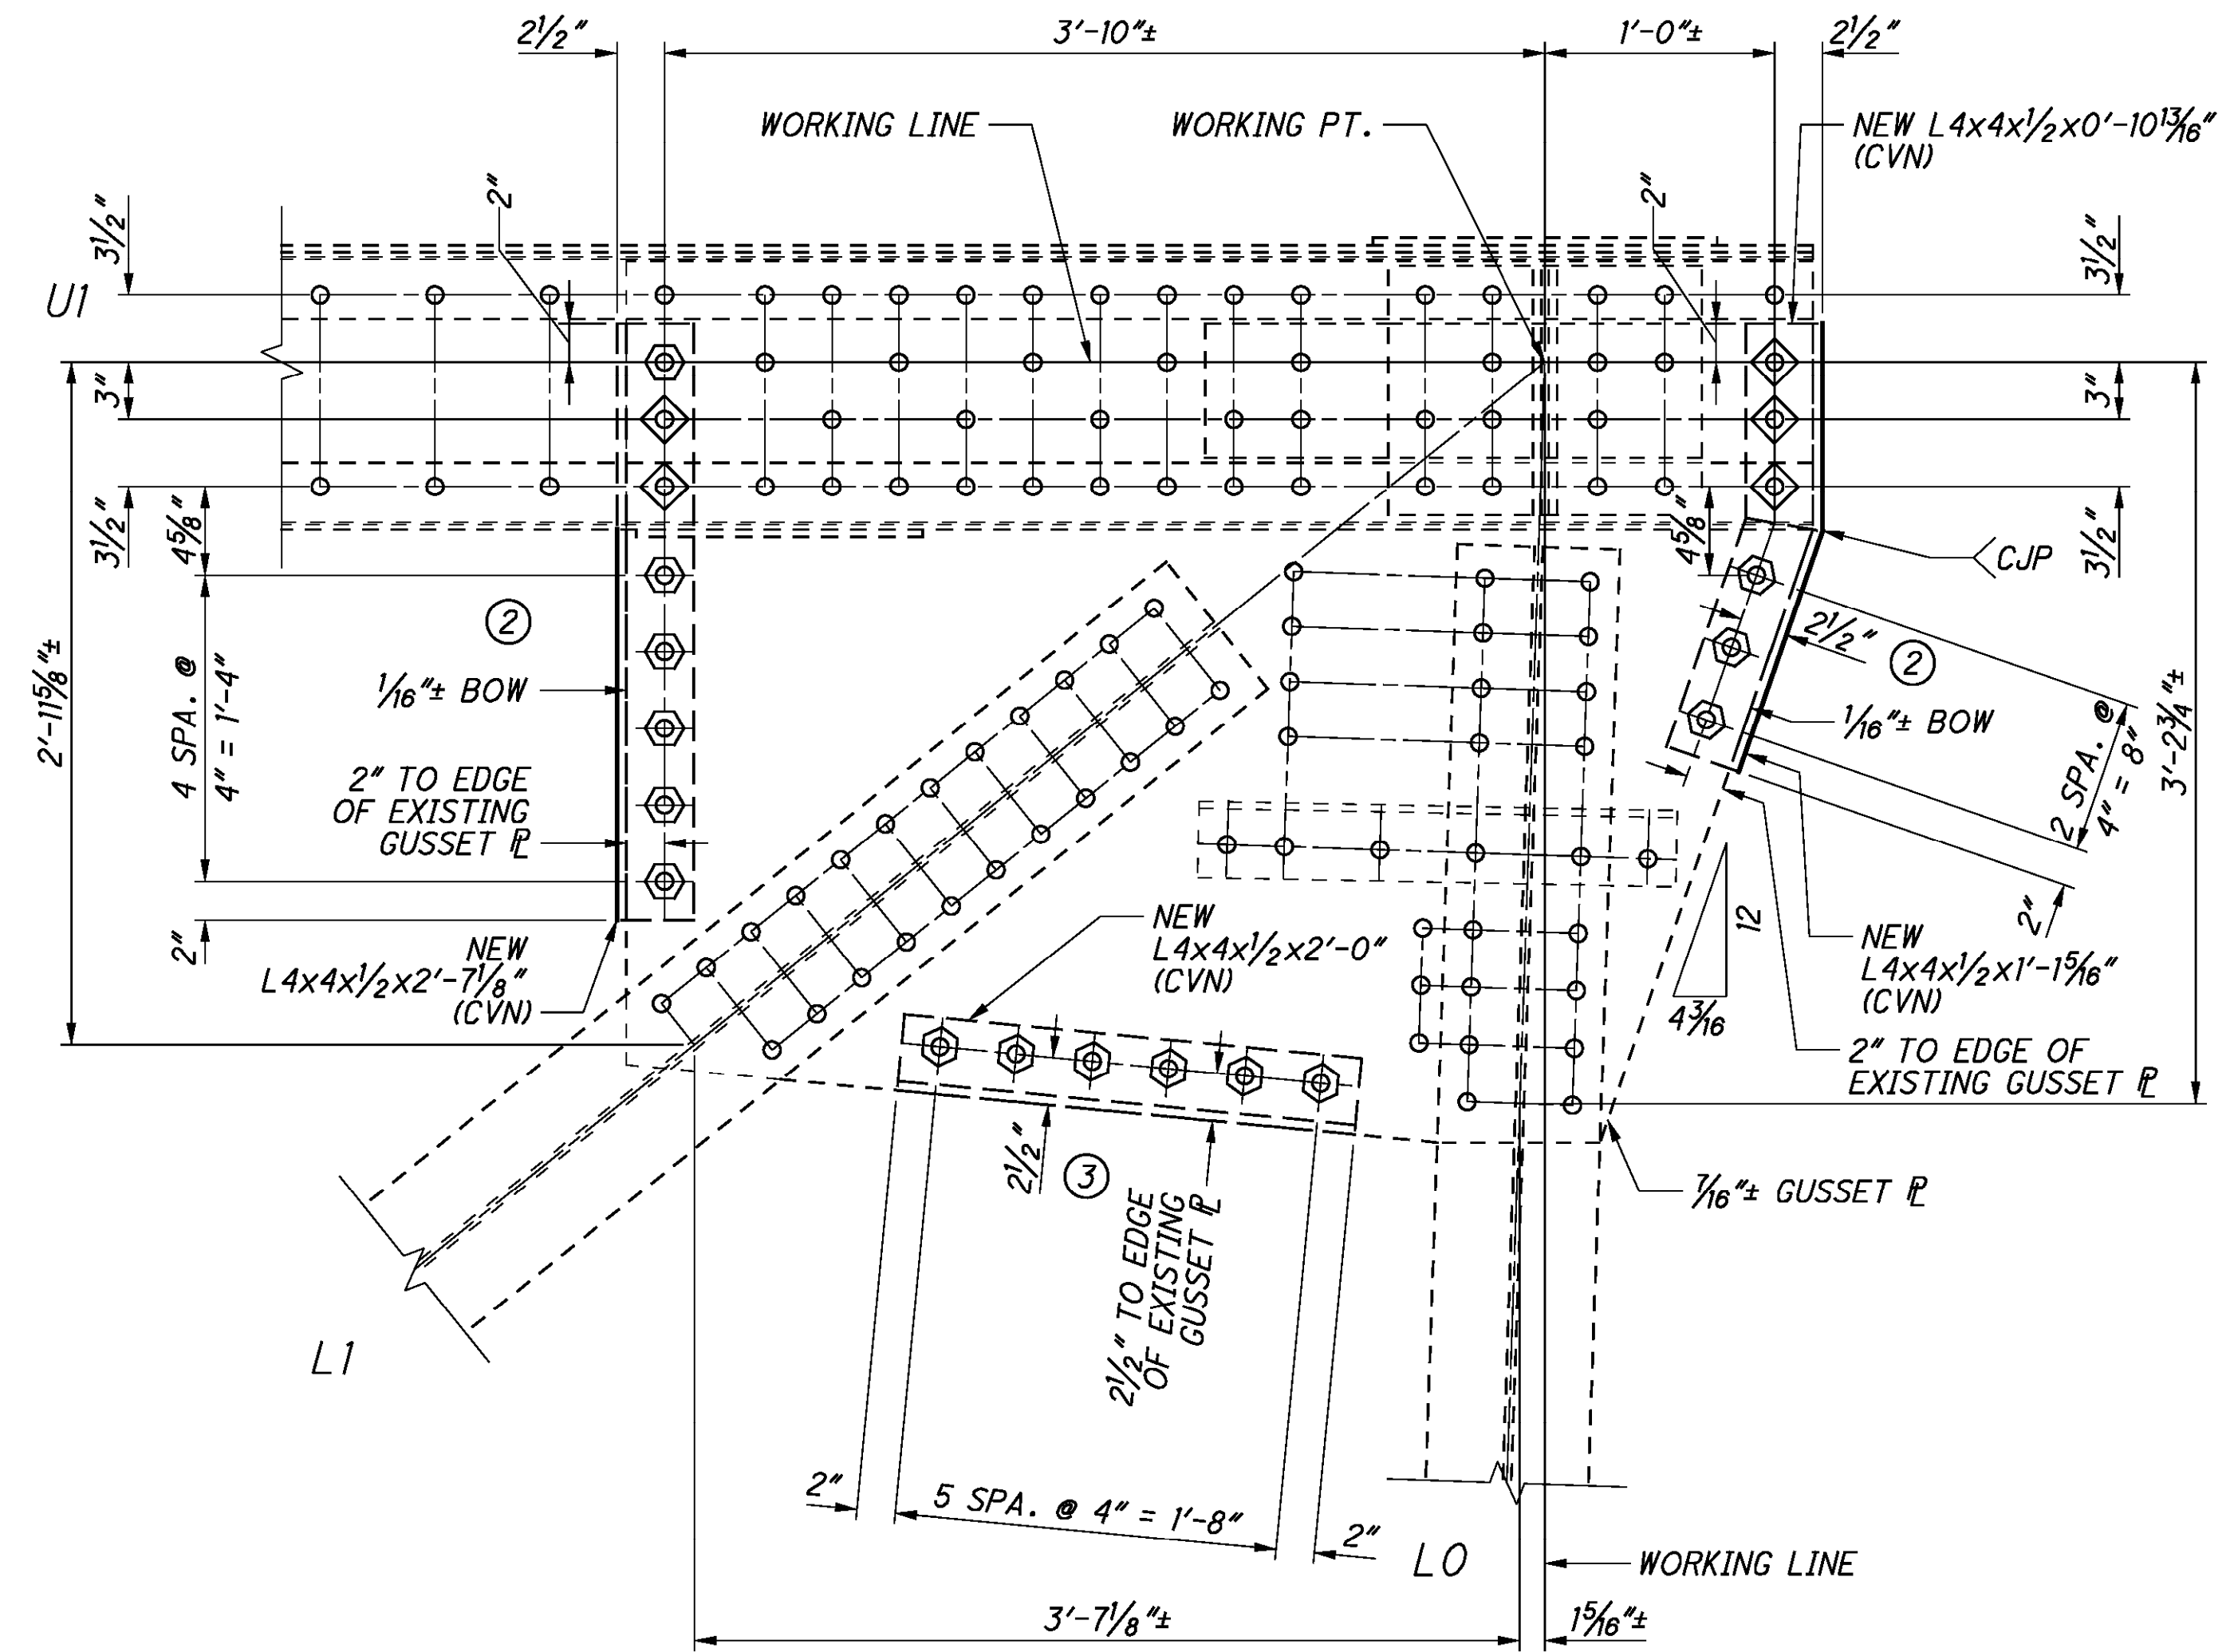 2½"
3'-10"±
1'-0"±
2½"
WORKING LINE
WORKING PT.
NEW L4x4x½x0'-10¹³⁄₁₆"
(CVN)
2"
2"
3½"
3½"
U1
3"
3"
3½"
4⅝"
4⅝"
3½"
CJP
2'-11⅝"±
4 SPA. @
4" = 1'-4"
2
1⁄16"± BOW
2" TO EDGE
OF EXISTING
GUSSET ℄
2½"
2
1⁄16"± BOW
2 SPA. @
4" = 8"
3'-2¾"±
2"
2"
NEW
L4x4x½x2'-7⅛"
(CVN)
NEW
L4x4x½x2'-0"
(CVN)
12
4³⁄₁₆
NEW
L4x4x½x1'-1⁵⁄₁₆"
(CVN)
2" TO EDGE OF
EXISTING GUSSET ℄
2½"
3
2½" TO EDGE
OF EXISTING
GUSSET ℄
⁷⁄₁₆"± GUSSET ℄
L1
2"
5 SPA. @ 4" = 1'-8"
2"
L0
WORKING LINE
3'-7⅛"±
1⁵⁄₁₆"±